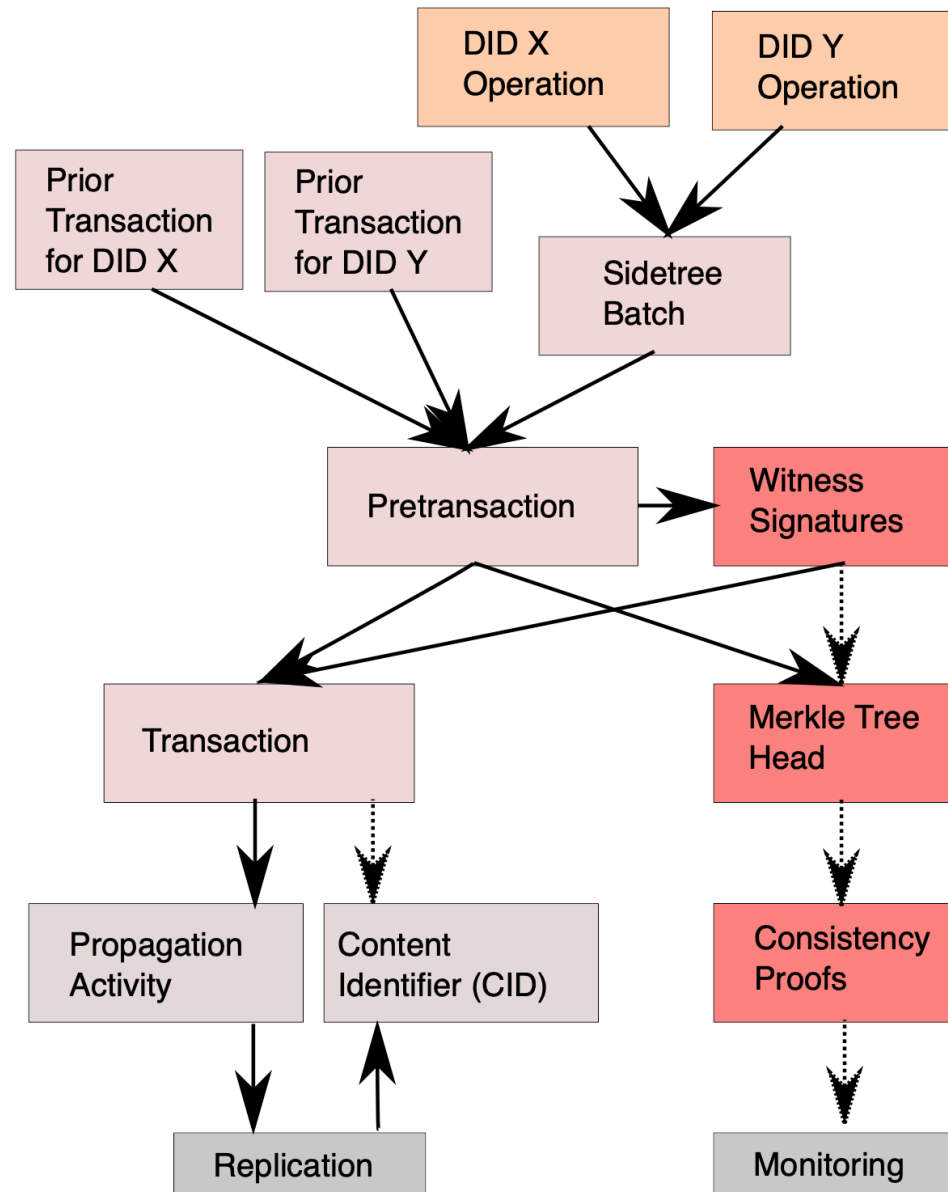 DID X
Operation
DID Y
Operation
Prior
Transaction
for DID X
Prior
Transaction
for DID Y
Sidetree
Batch
Pretransaction
Witness
Signatures
Transaction
Merkle Tree
Head
Propagation
Activity
Content
Identifier (CID)
Consistency
Proofs
Replication
Monitoring